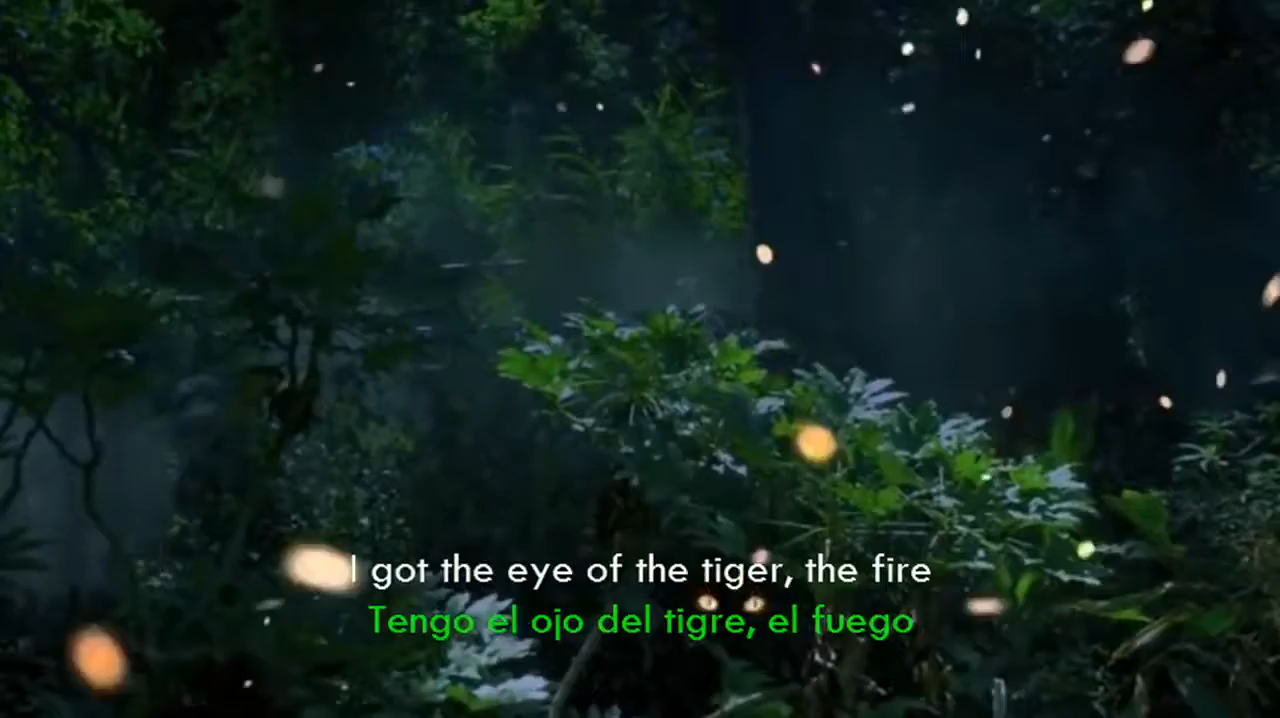 I got the eye of the tiger, the fire
Tengo el ojo del tigre, el fuego